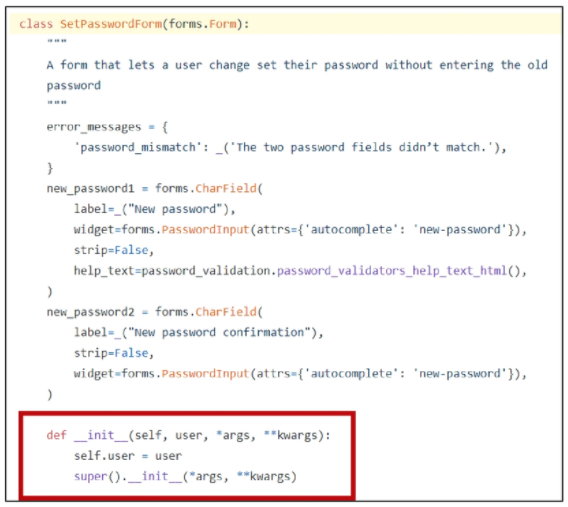 class SetPasswordForm(forms.Form):
    """
    A form that lets a user change set their password without entering the old
    password
    """
    error_messages = {
        'password_mismatch': _('The two password fields didn’t match.'),
    }
    new_password1 = forms.CharField(
        label=_("New password"),
        widget=forms.PasswordInput(attrs={'autocomplete': 'new-password'}),
        strip=False,
        help_text=password_validation.password_validators_help_text_html(),
    )
    new_password2 = forms.CharField(
        label=_("New password confirmation"),
        strip=False,
        widget=forms.PasswordInput(attrs={'autocomplete': 'new-password'}),
    )
    def __init__(self, user, *args, **kwargs):
        self.user = user
        super().__init__(*args, **kwargs)